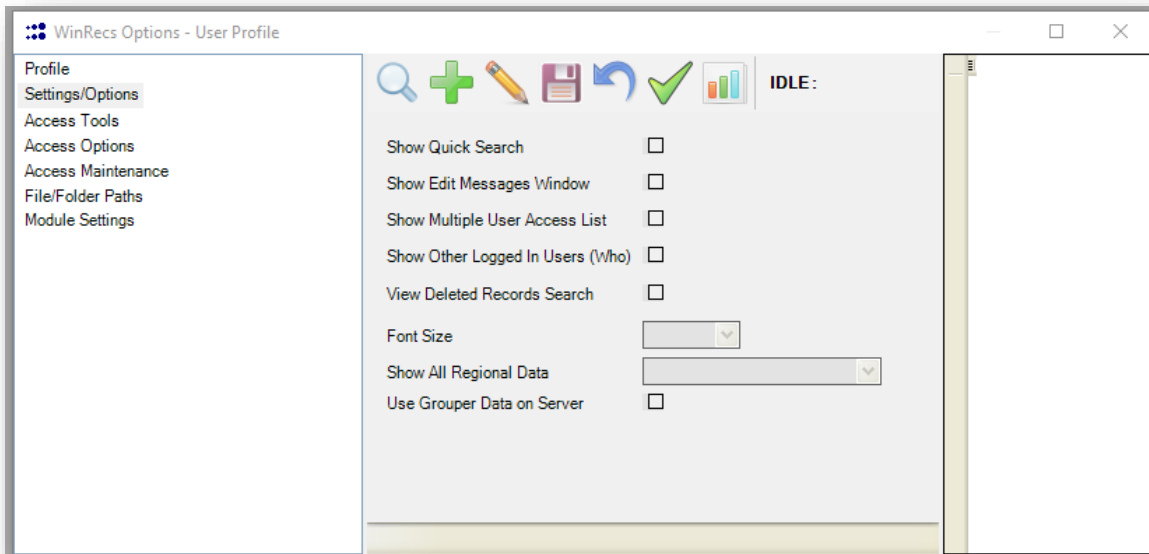 WinRecs Options - User Profile
Profile
Settings/Options
Access Tools
Access Options
Access Maintenance
File/Folder Paths
Module Settings
IDLE:
Show Quick Search
Show Edit Messages Window
Show Multiple User Access List
Show Other Logged In Users (Who)
View Deleted Records Search
Font Size
Show All Regional Data
Use Grouper Data on Server